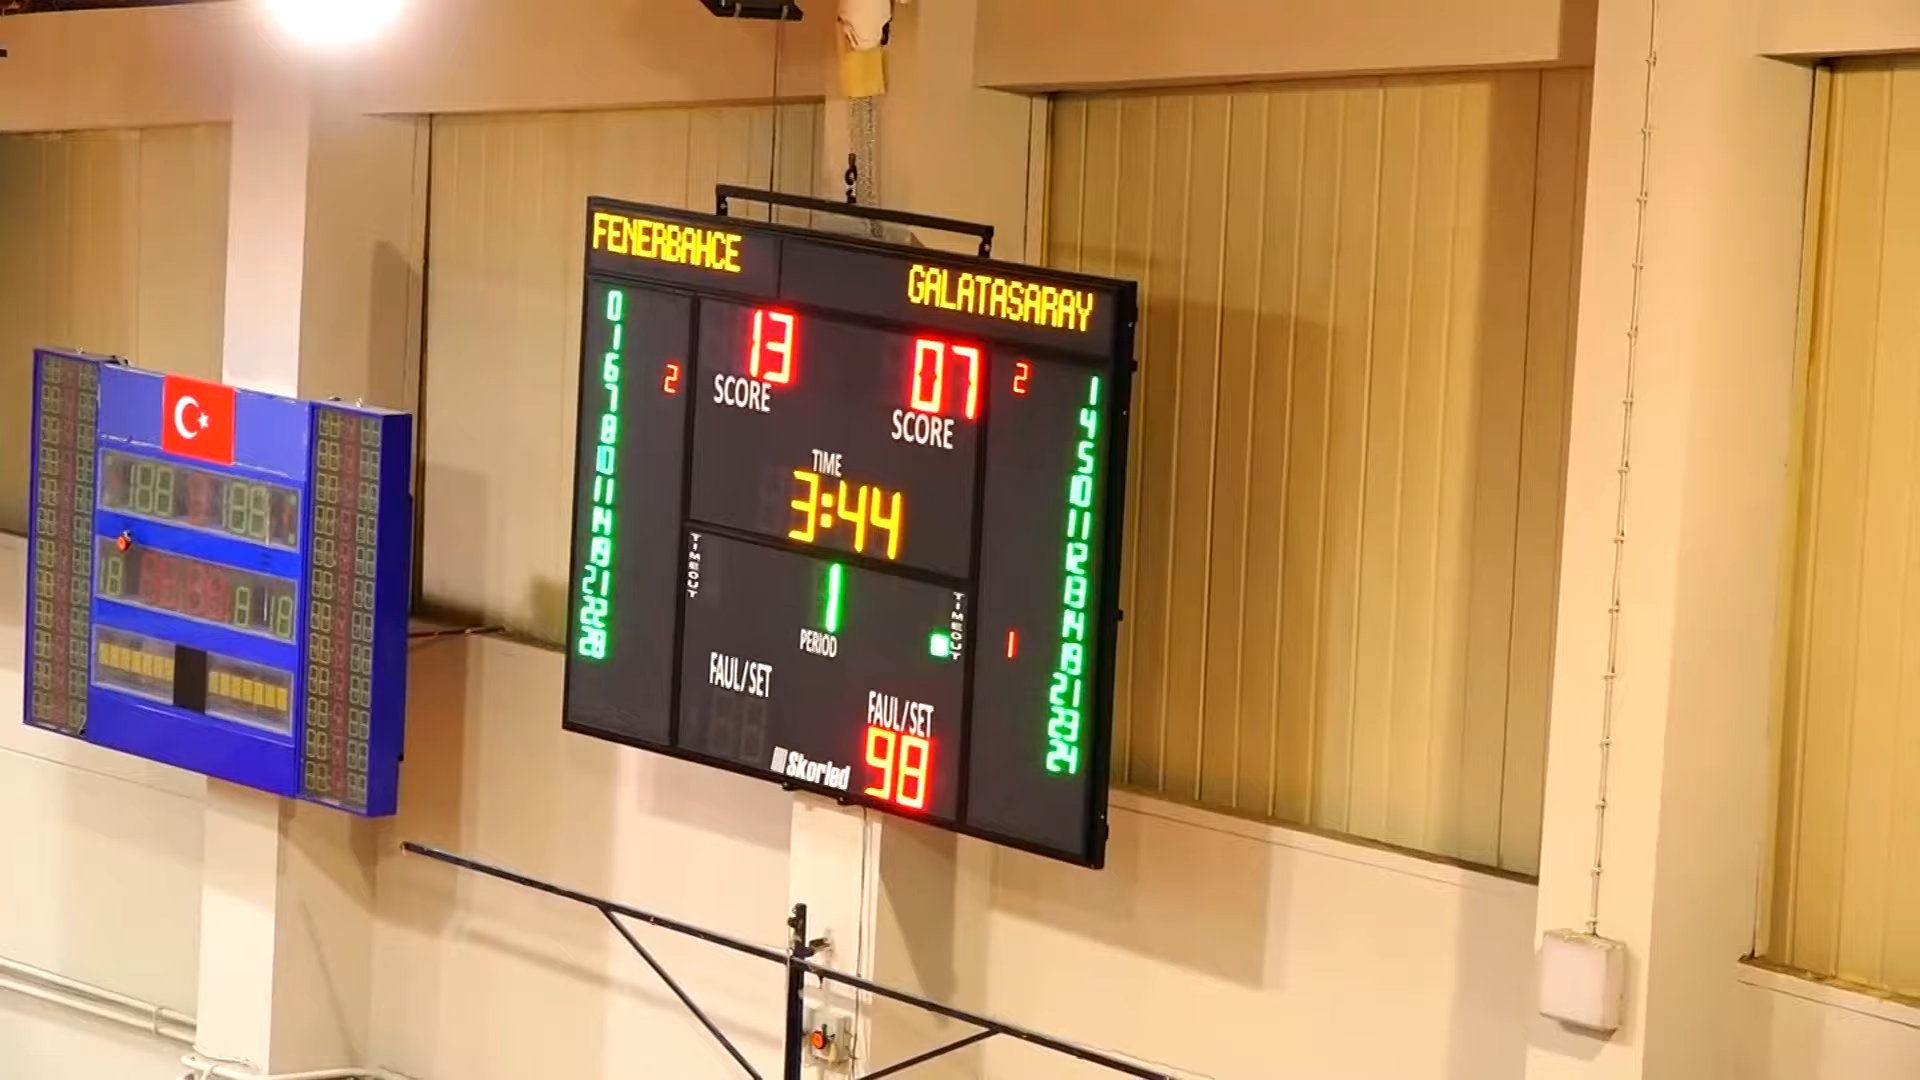 FENERBAHCE
GALATASARAY
13
07
2
2
SCORE
SCORE
TIME
3:44
TIMEOUT
TIMEOUT
1
PERIOD
1
FAUL/SET
FAUL/SET
98
Skorled